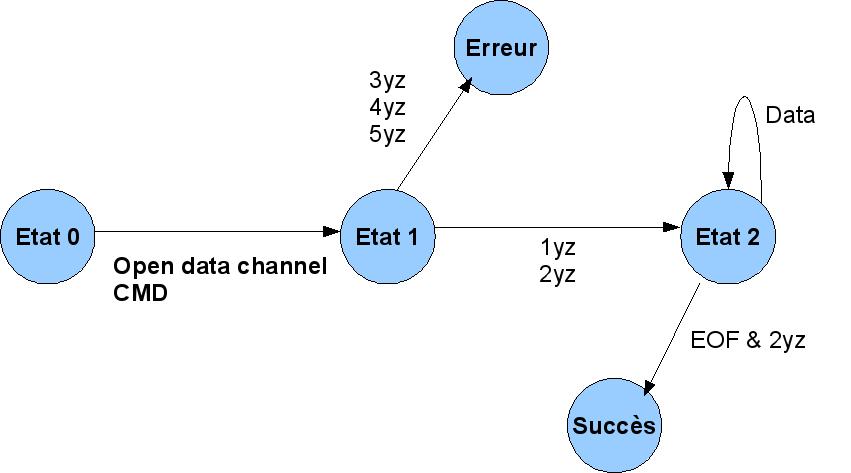 Erreur
3yz
4yz
5yz
Data
Etat 0
Etat 1
Etat 2
Open data channel
CMD
1yz
2yz
EOF & 2yz
Succès